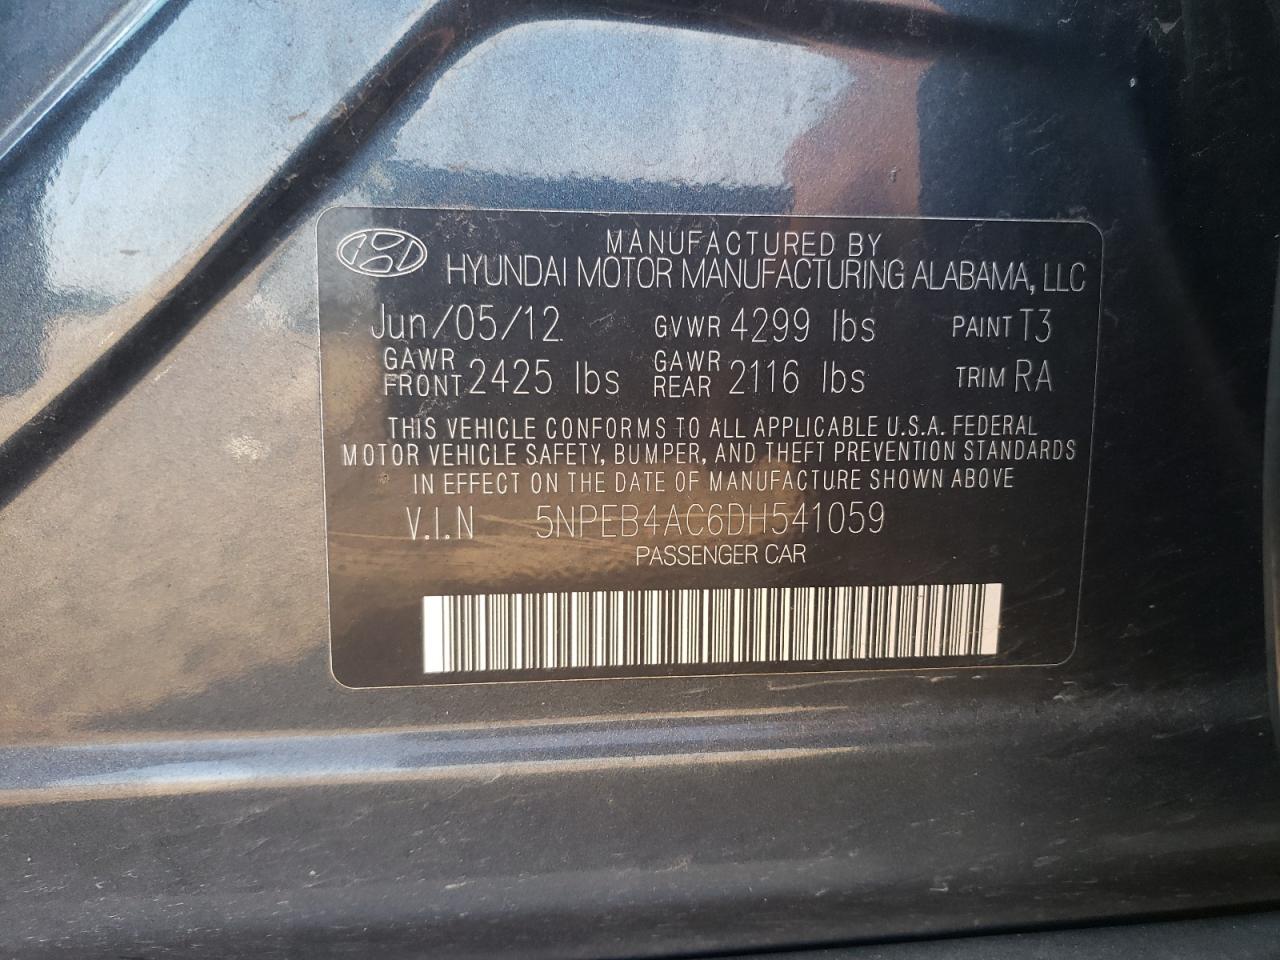 MANUFACTURED BY
HYUNDAI MOTOR MANUFACTURING ALABAMA, LLC
Jun/05/12 GVWR 4299 lbs PAINT T3
GAWR FRONT 2425 lbs GAWR REAR 2116 lbs TRIM RA
THIS VEHICLE CONFORMS TO ALL APPLICABLE U.S.A. FEDERAL
MOTOR VEHICLE SAFETY, BUMPER, AND THEFT PREVENTION STANDARDS
IN EFFECT ON THE DATE OF MANUFACTURE SHOWN ABOVE
V.I.N 5NPEB4AC6DH541059
PASSENGER CAR